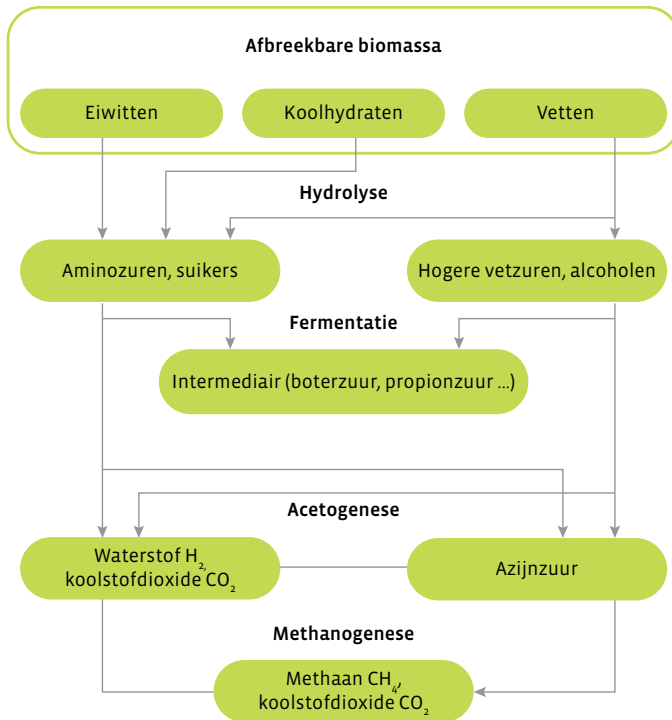 Afbreekbare biomassa
Eiwitten
Koolhydraten
Vetten
Hydrolyse
Aminozuren, suikers
Hogere vetzuren, alcoholen
Fermentatie
Intermediair (boterzuur, propionzuur ...)
Acetogenese
Waterstof H₂,
koolstofdioxide CO₂
Azijnzuur
Methanogenese
Methaan CH₄,
koolstofdioxide CO₂